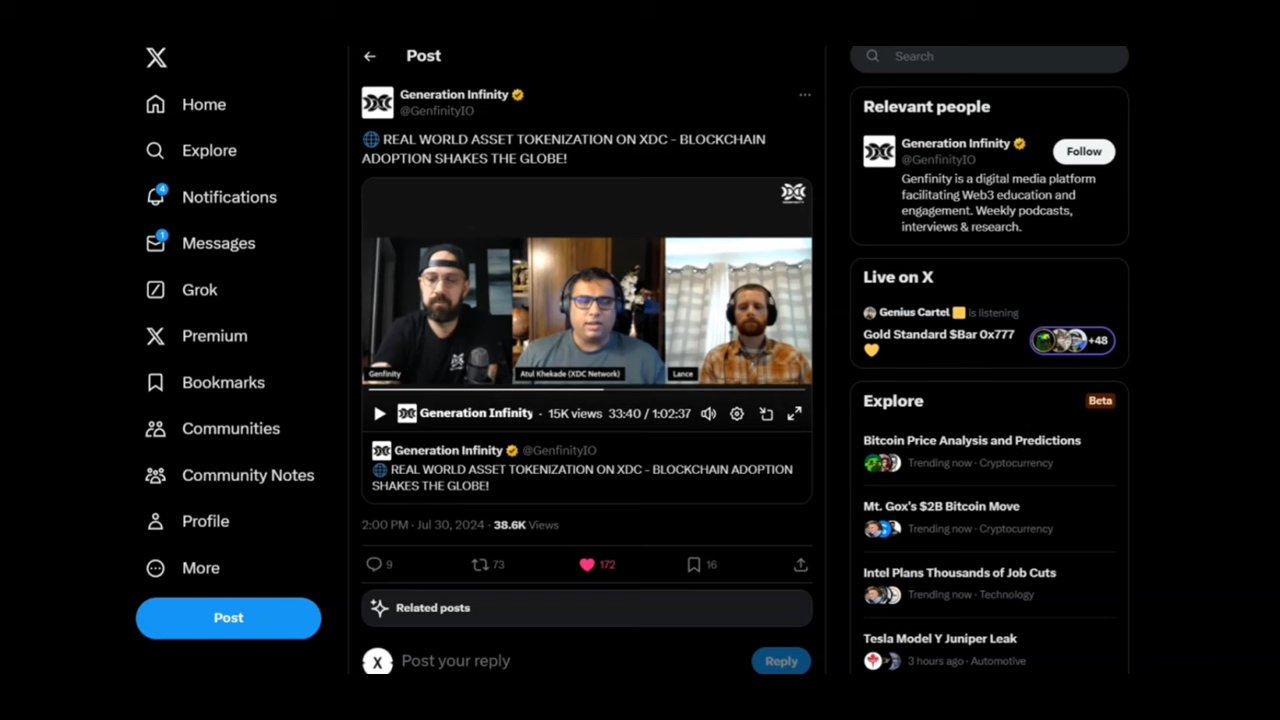 Home
Explore
4
Notifications
1
Messages
Grok
Premium
Bookmarks
Communities
Community Notes
Profile
More
Post
Post
Generation Infinity
@GenfinityIO
REAL WORLD ASSET TOKENIZATION ON XDC - BLOCKCHAIN
ADOPTION SHAKES THE GLOBE!
Genfinity
Atul Khekade (XDC Network)
Lance
Generation Infinity · 15K views 33:40 / 1:02:37
Generation Infinity @GenfinityIO
REAL WORLD ASSET TOKENIZATION ON XDC - BLOCKCHAIN ADOPTION
SHAKES THE GLOBE!
2:00 PM · Jul 30, 2024 · 38.6K Views
9 73 172 16
Related posts
X Post your reply
Reply
Search
Relevant people
Generation Infinity
@GenfinityIO
Follow
Genfinity is a digital media platform
facilitating Web3 education and
engagement. Weekly podcasts,
interviews & research.
Live on X
Genius Cartel is listening
Gold Standard $Bar 0x777
+48
Explore
Beta
Bitcoin Price Analysis and Predictions
Trending now · Cryptocurrency
Mt. Gox's $2B Bitcoin Move
Trending now · Cryptocurrency
Intel Plans Thousands of Job Cuts
Trending now · Technology
Tesla Model Y Juniper Leak
3 hours ago · Automotive